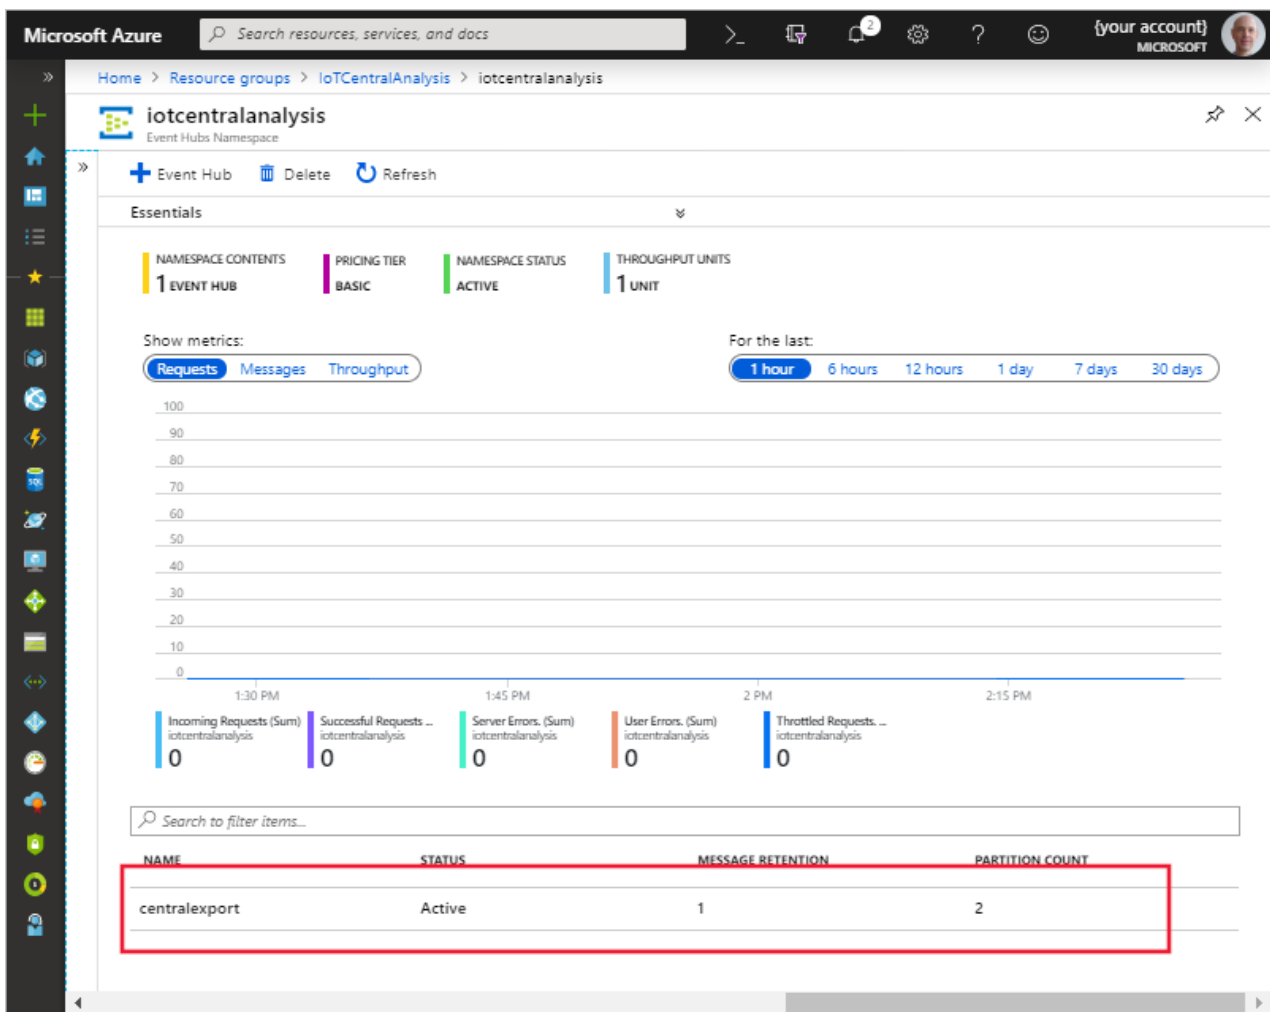 Microsoft Azure
Search resources, services, and docs
2
{your account}
MICROSOFT
Home > Resource groups > IoTCentralAnalysis > iotcentralanalysis
iotcentralanalysis
Event Hubs Namespace
Event Hub Delete Refresh
Essentials
NAMESPACE CONTENTS PRICING TIER NAMESPACE STATUS THROUGHPUT UNITS
1 EVENT HUB BASIC ACTIVE 1 UNIT
Show metrics: For the last:
Requests Messages Throughput 1 hour 6 hours 12 hours 1 day 7 days 30 days
100
90
80
70
60
50
40
30
20
10
0
1:30 PM 1:45 PM 2 PM 2:15 PM
Incoming Requests (Sum) Successful Requests ... Server Errors. (Sum) User Errors. (Sum) Throttled Requests. ...
iotcentralanalysis iotcentralanalysis iotcentralanalysis iotcentralanalysis iotcentralanalysis
0 0 0 0 0
Search to filter items...
NAME STATUS MESSAGE RETENTION PARTITION COUNT
centralexport Active 1 2